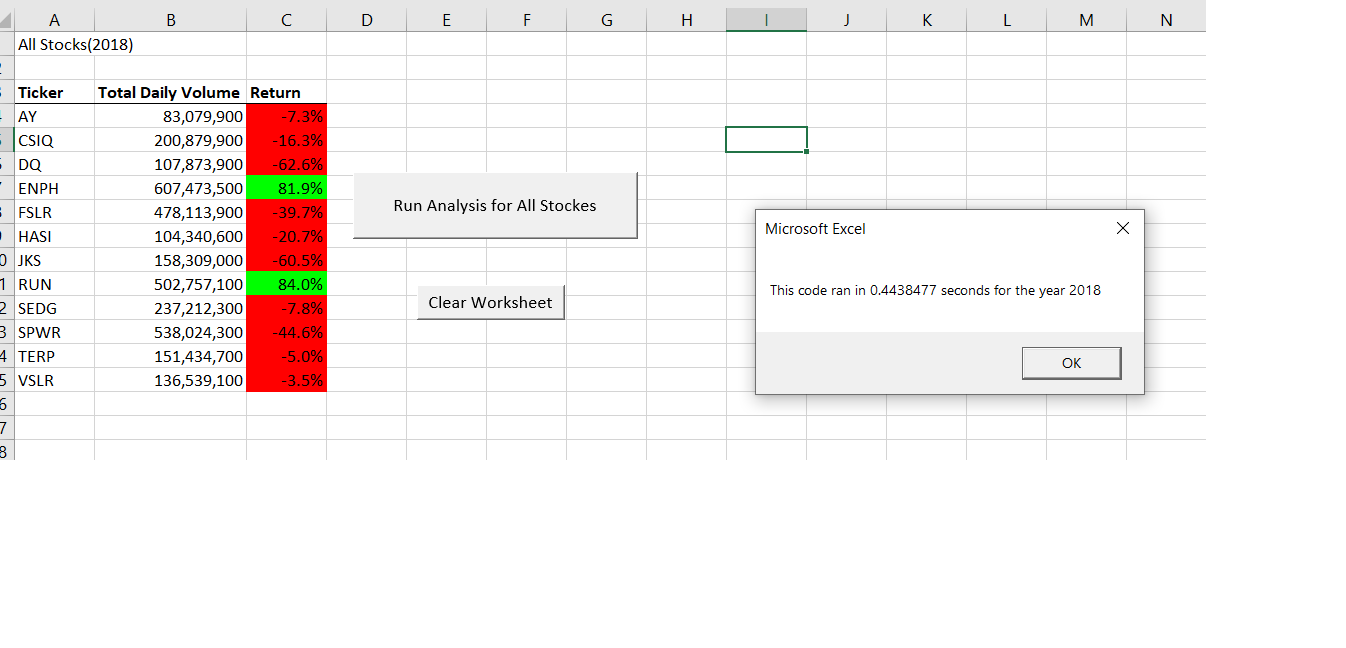 A B C D E F G H I J K L M N
All Stocks(2018)
Ticker Total Daily Volume Return
AY 83,079,900 -7.3%
CSIQ 200,879,900 -16.3%
DQ 107,873,900 -62.6%
ENPH 607,473,500 81.9%
FSLR 478,113,900 -39.7%
HASI 104,340,600 -20.7%
JKS 158,309,000 -60.5%
RUN 502,757,100 84.0%
SEDG 237,212,300 -7.8%
SPWR 538,024,300 -44.6%
TERP 151,434,700 -5.0%
VSLR 136,539,100 -3.5%
Run Analysis for All Stockes
Clear Worksheet
Microsoft Excel
This code ran in 0.4438477 seconds for the year 2018
OK